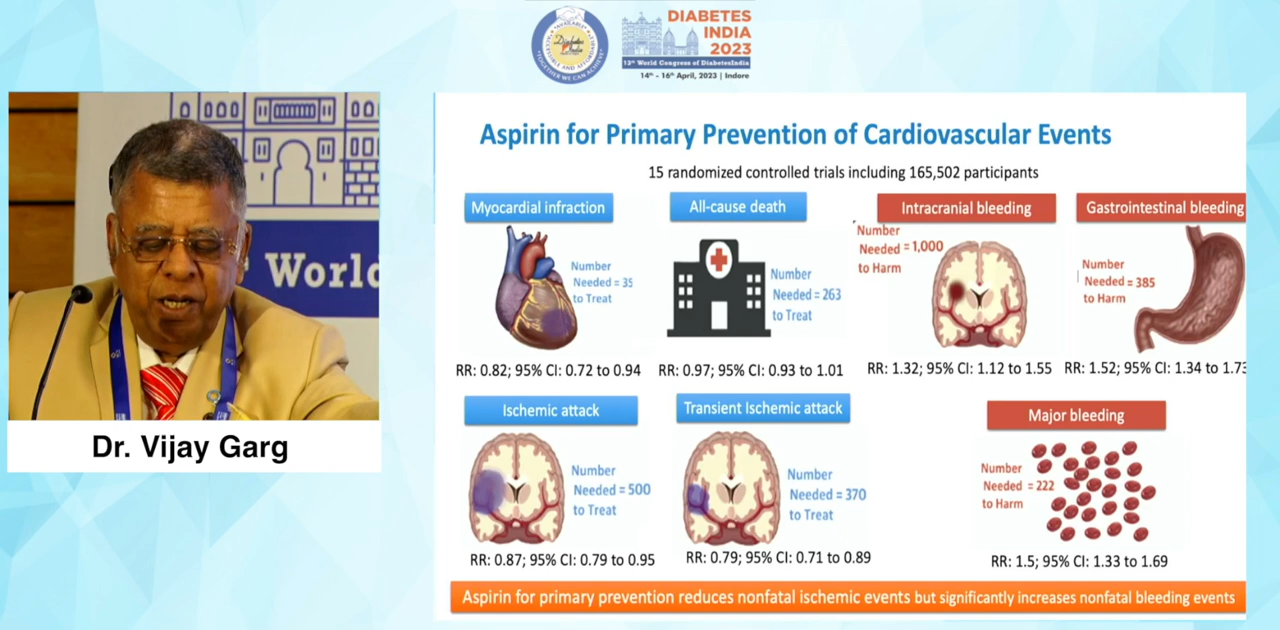 DIABETES
INDIA
2023
13th World Congress of DiabetesIndia
14th - 16th April, 2023 | Indore
Diabetes
India
TOGETHER WE CAN ACHIEVE
World
Dr. Vijay Garg
Aspirin for Primary Prevention of Cardiovascular Events
15 randomized controlled trials including 165,502 participants
Myocardial infraction
Number
Needed = 35
to Treat
RR: 0.82; 95% CI: 0.72 to 0.94
All-cause death
Number
Needed = 263
to Treat
RR: 0.97; 95% CI: 0.93 to 1.01
Intracranial bleeding
Number
Needed = 1,000
to Harm
RR: 1.32; 95% CI: 1.12 to 1.55
Gastrointestinal bleeding
Number
Needed = 385
to Harm
RR: 1.52; 95% CI: 1.34 to 1.73
Ischemic attack
Number
Needed = 500
to Treat
RR: 0.87; 95% CI: 0.79 to 0.95
Transient Ischemic attack
Number
Needed = 370
to Treat
RR: 0.79; 95% CI: 0.71 to 0.89
Major bleeding
Number
Needed = 222
to Harm
RR: 1.5; 95% CI: 1.33 to 1.69
Aspirin for primary prevention reduces nonfatal ischemic events but significantly increases nonfatal bleeding events